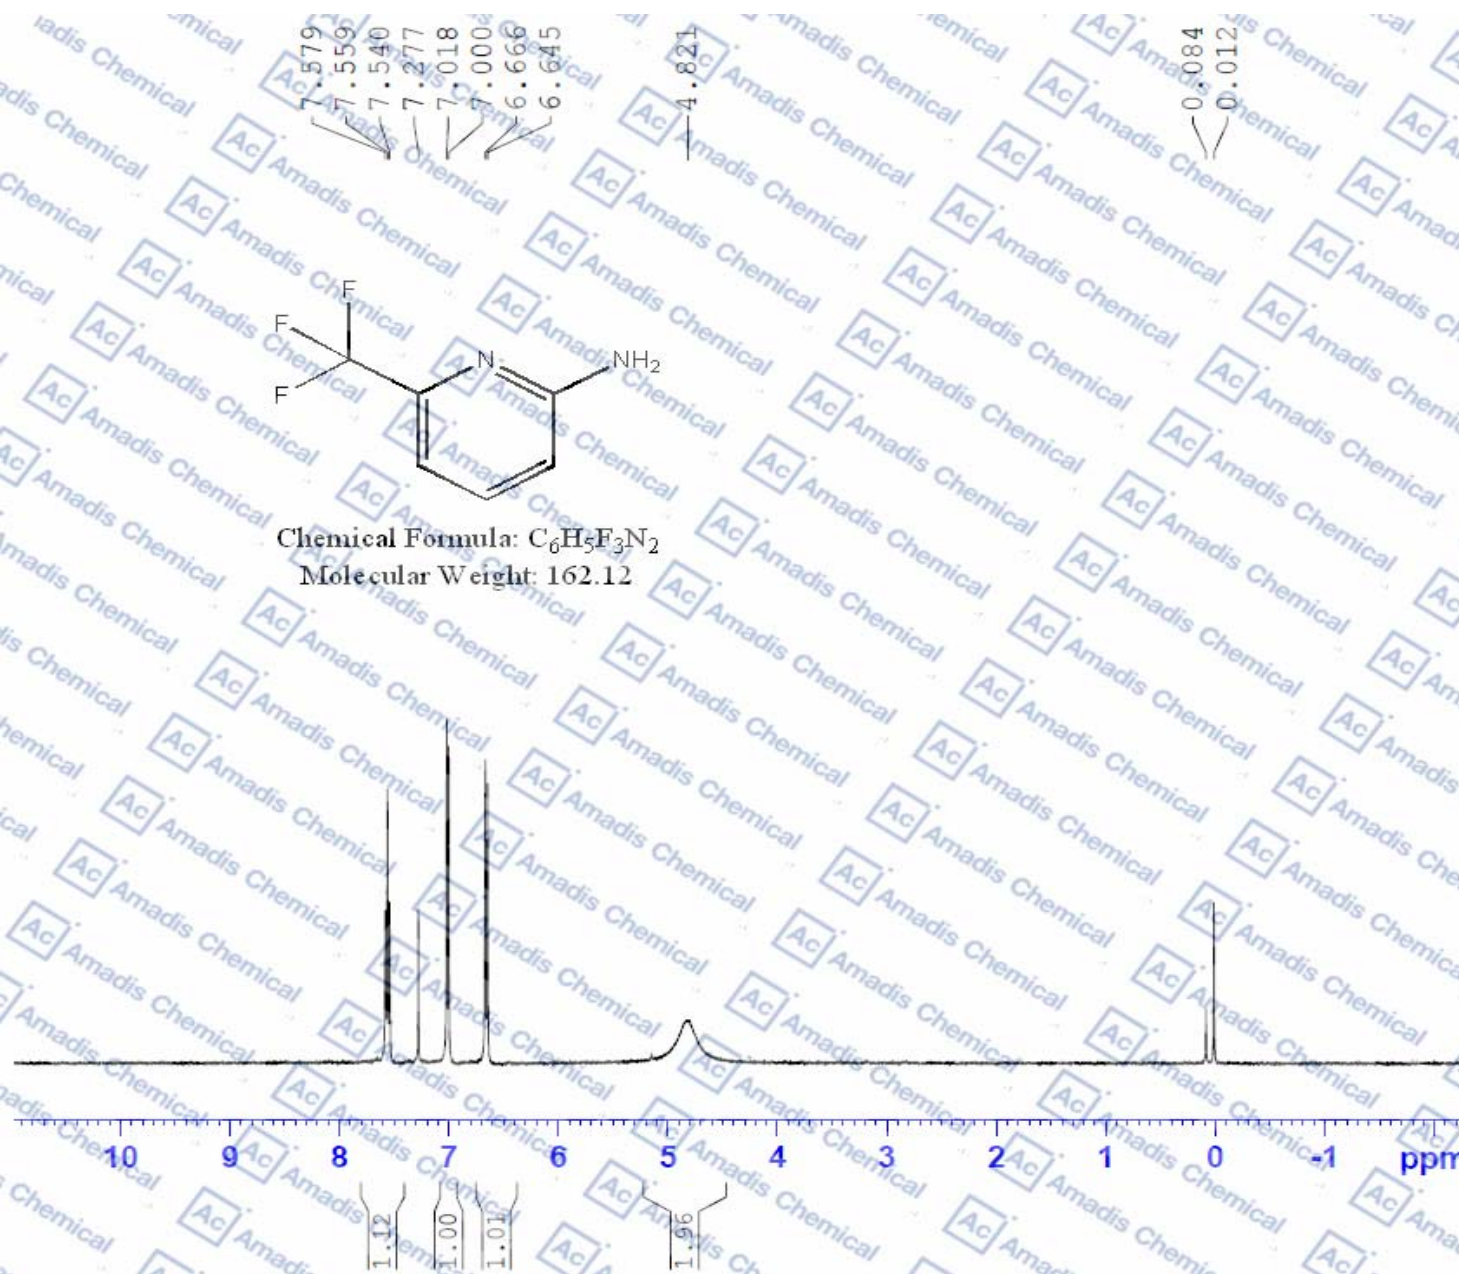 7.579
7.559
7.540
7.277
7.018
7.000
6.666
6.645
4.821
0.084
0.012
F
F
F
N
NH₂
Chemical Formula: C₆H₅F₃N₂
Molecular Weight: 162.12
10 9 8 7 6 5 4 3 2 1 0 -1 ppm
1.12
1.00
1.01
1.96
Ac Amadis Chemical